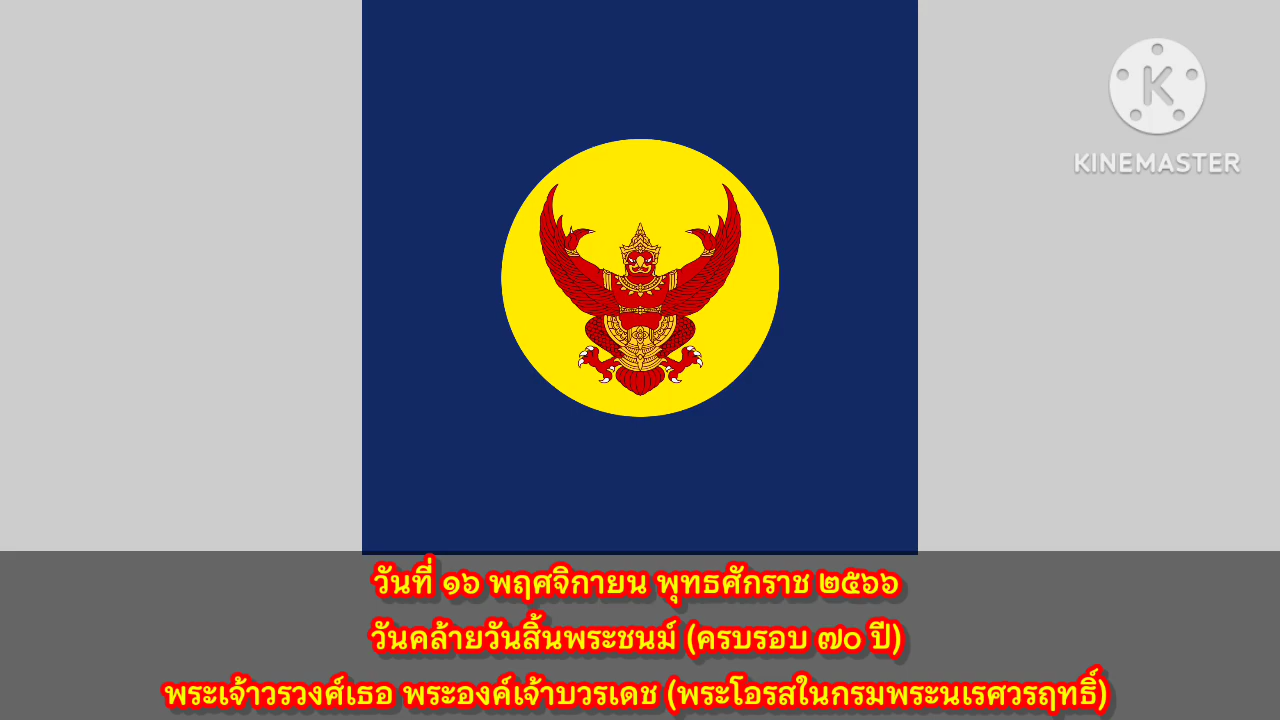 KINEMASTER
วันที่ ๑๖ พฤศจิกายน พุทธศักราช ๒๕๖๖
วันคล้ายวันสิ้นพระชนม์ (ครบรอบ ๗๐ ปี)
พระเจ้าวรวงศ์เธอ พระองค์เจ้าบวรเดช (พระโอรสในกรมพระนเรศวรฤทธิ์)